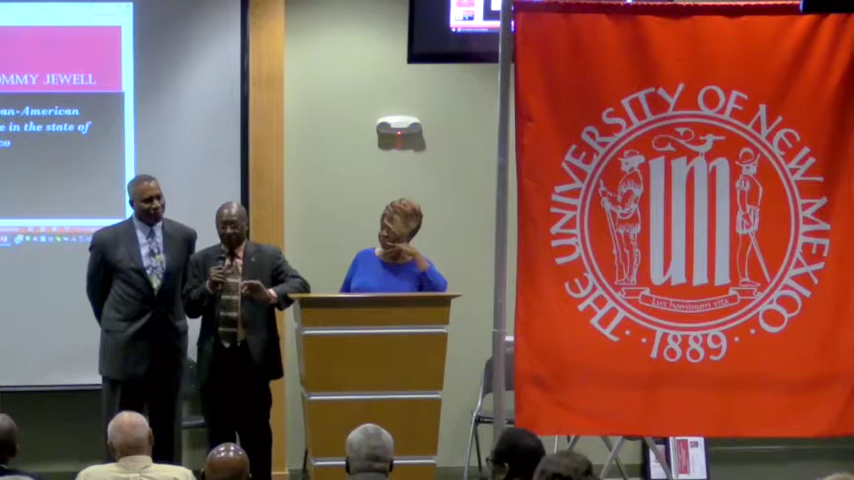 OMMY JEWELL
an-American
e in the state of
co
THE UNIVERSITY OF NEW MEXICO
um
Lux hominum vita
· 1889 ·